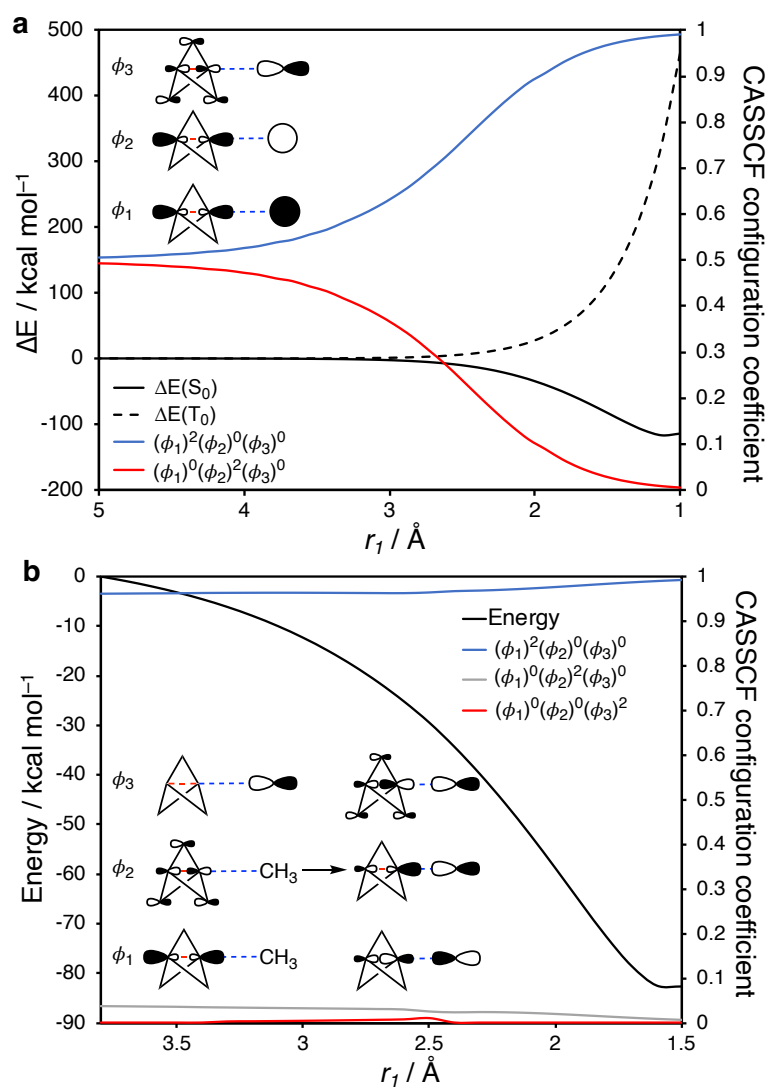 a
500
400
300
200
100
0
-100
-200
ΔE / kcal mol⁻¹
ϕ₃
ϕ₂
ϕ₁
ΔE(S₀)
ΔE(T₀)
(ϕ₁)²(ϕ₂)⁰(ϕ₃)⁰
(ϕ₁)⁰(ϕ₂)²(ϕ₃)⁰
1
0.9
0.8
0.7
0.6
0.5
0.4
0.3
0.2
0.1
0
CASSCF configuration coefficient
5
4
3
2
1
r₁ / Å
b
0
-10
-20
-30
-40
-50
-60
-70
-80
-90
Energy / kcal mol⁻¹
Energy
(ϕ₁)²(ϕ₂)⁰(ϕ₃)⁰
(ϕ₁)⁰(ϕ₂)²(ϕ₃)⁰
(ϕ₁)⁰(ϕ₂)⁰(ϕ₃)²
ϕ₃
ϕ₂
CH₃
ϕ₁
CH₃
1
0.9
0.8
0.7
0.6
0.5
0.4
0.3
0.2
0.1
0
CASSCF configuration coefficient
3.5
3
2.5
2
1.5
r₁ / Å